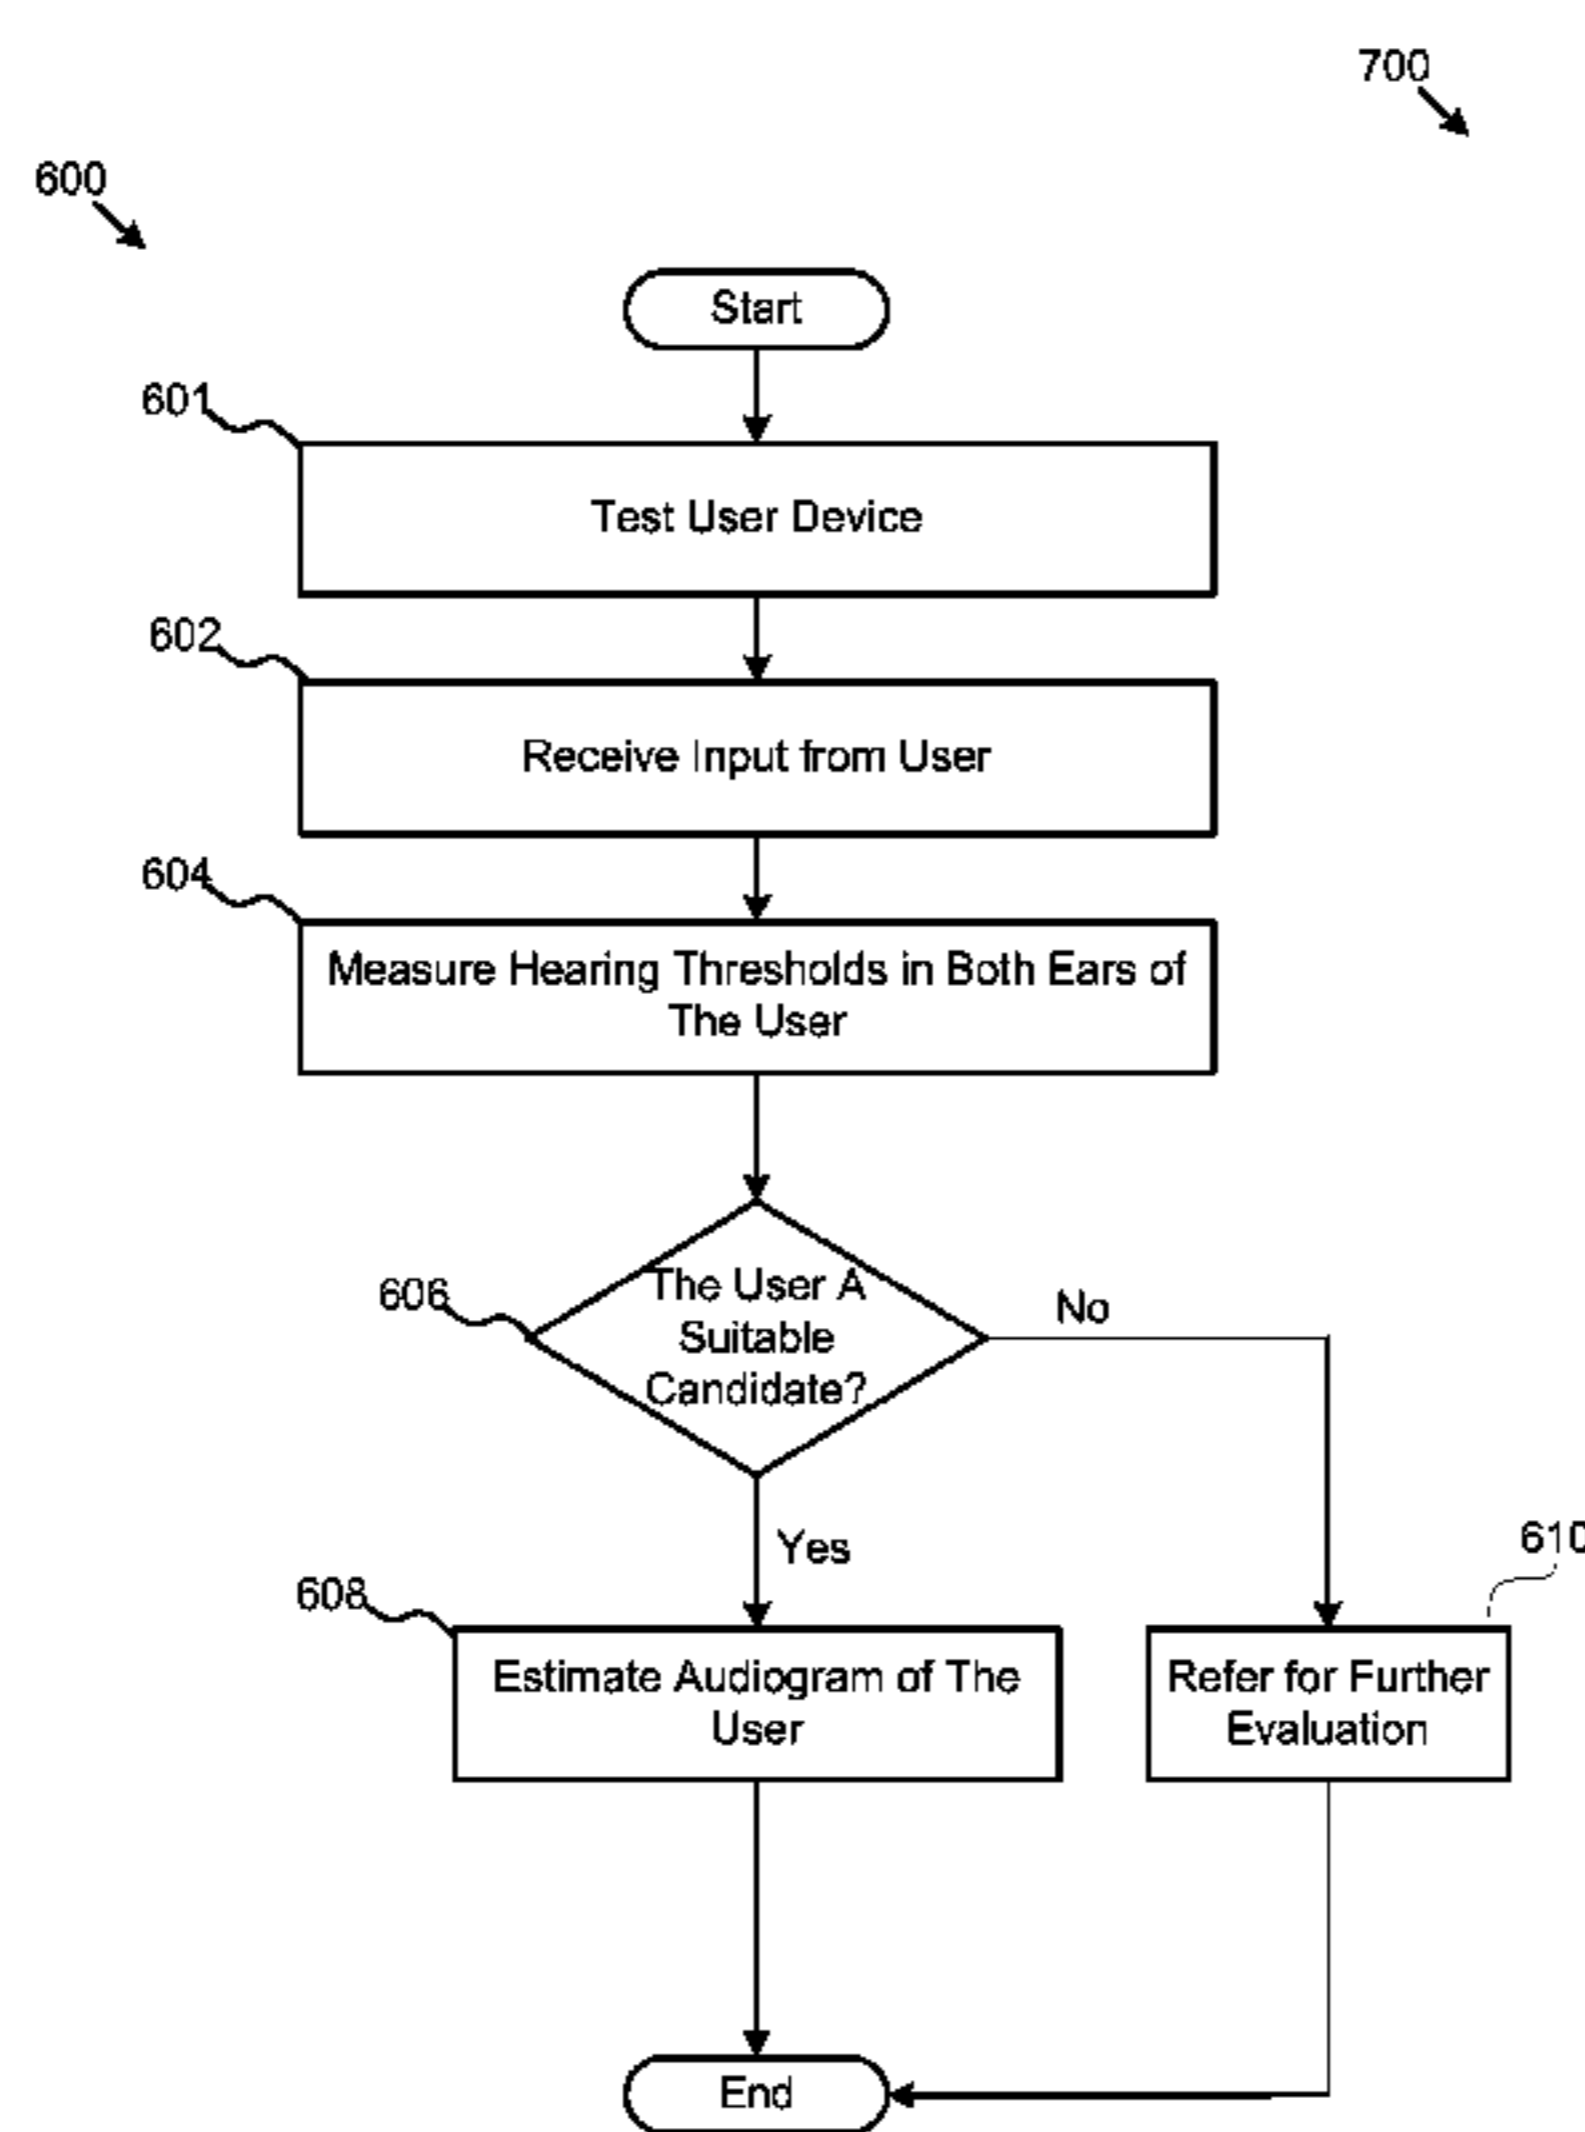 700
600
Start
601
Test User Device
602
Receive Input from User
604
Measure Hearing Thresholds in Both Ears of
The User
606
The User A
Suitable
Candidate?
No
Yes
608
610
Estimate Audiogram of The
User
Refer for Further
Evaluation
End